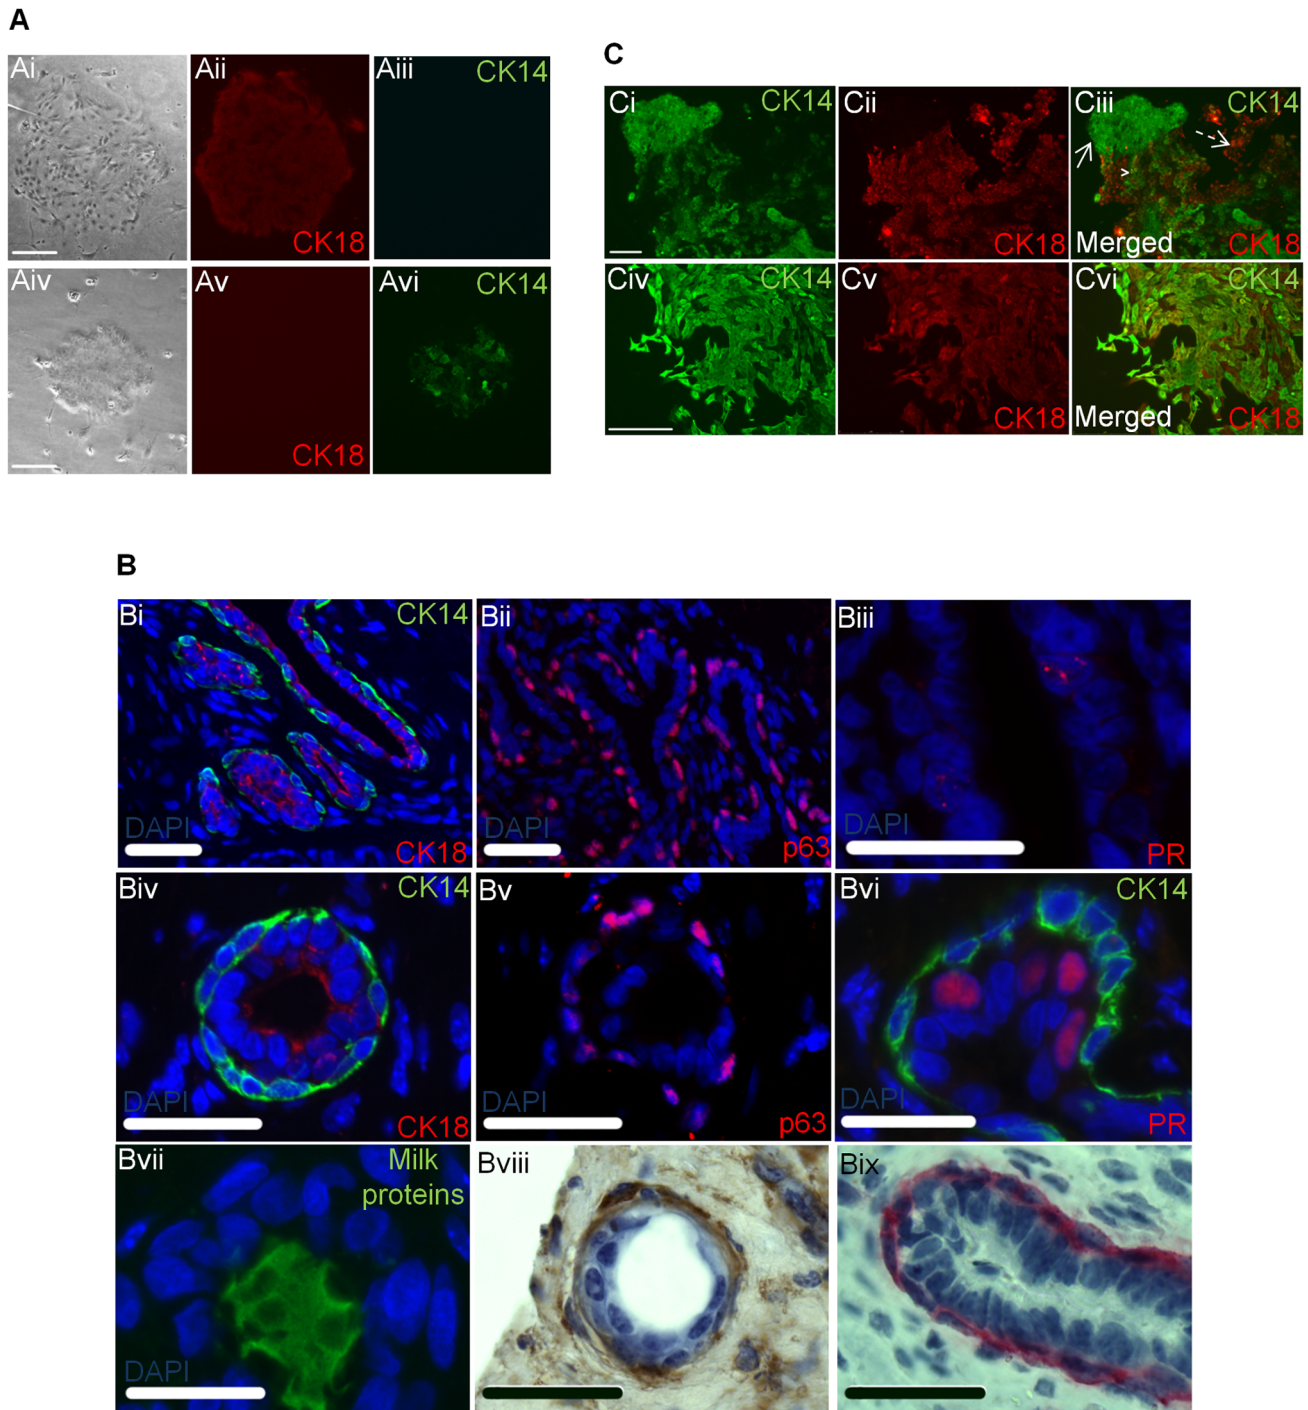 A
Ai
Aii
CK18
Aiii
CK14
Aiv
Av
CK18
Avi
CK14
C
Ci
CK14
Cii
CK18
Ciii
CK14
Merged
CK18
Civ
CK14
Cv
CK18
Cvi
CK14
Merged
CK18
B
Bi
CK14
DAPI
CK18
Bii
DAPI
p63
Biii
DAPI
PR
Biv
CK14
DAPI
CK18
Bv
DAPI
p63
Bvi
CK14
DAPI
PR
Bvii
Milk
proteins
DAPI
Bviii
Bix